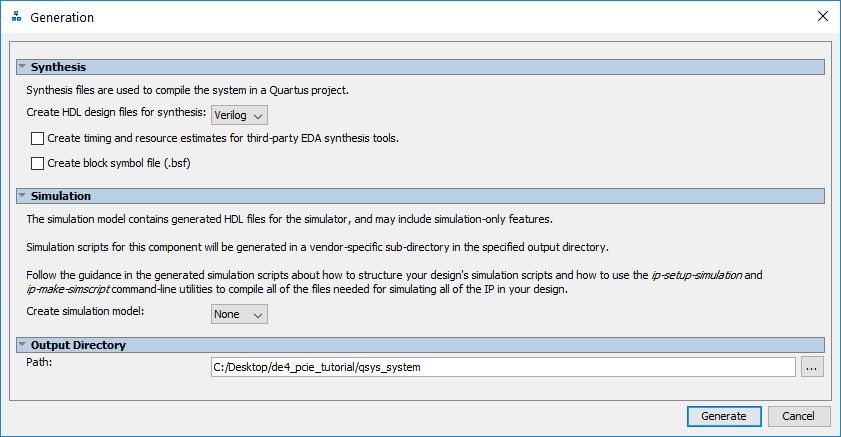 Generation
Synthesis
Synthesis files are used to compile the system in a Quartus project.
Create HDL design files for synthesis: Verilog
Create timing and resource estimates for third-party EDA synthesis tools.
Create block symbol file (.bsf)
Simulation
The simulation model contains generated HDL files for the simulator, and may include simulation-only features.
Simulation scripts for this component will be generated in a vendor-specific sub-directory in the specified output directory.
Follow the guidance in the generated simulation scripts about how to structure your design's simulation scripts and how to use the ip-setup-simulation and
ip-make-simscript command-line utilities to compile all of the files needed for simulating all of the IP in your design.
Create simulation model: None
Output Directory
Path: C:/Desktop/de4_pcie_tutorial/qsys_system ...
Generate Cancel